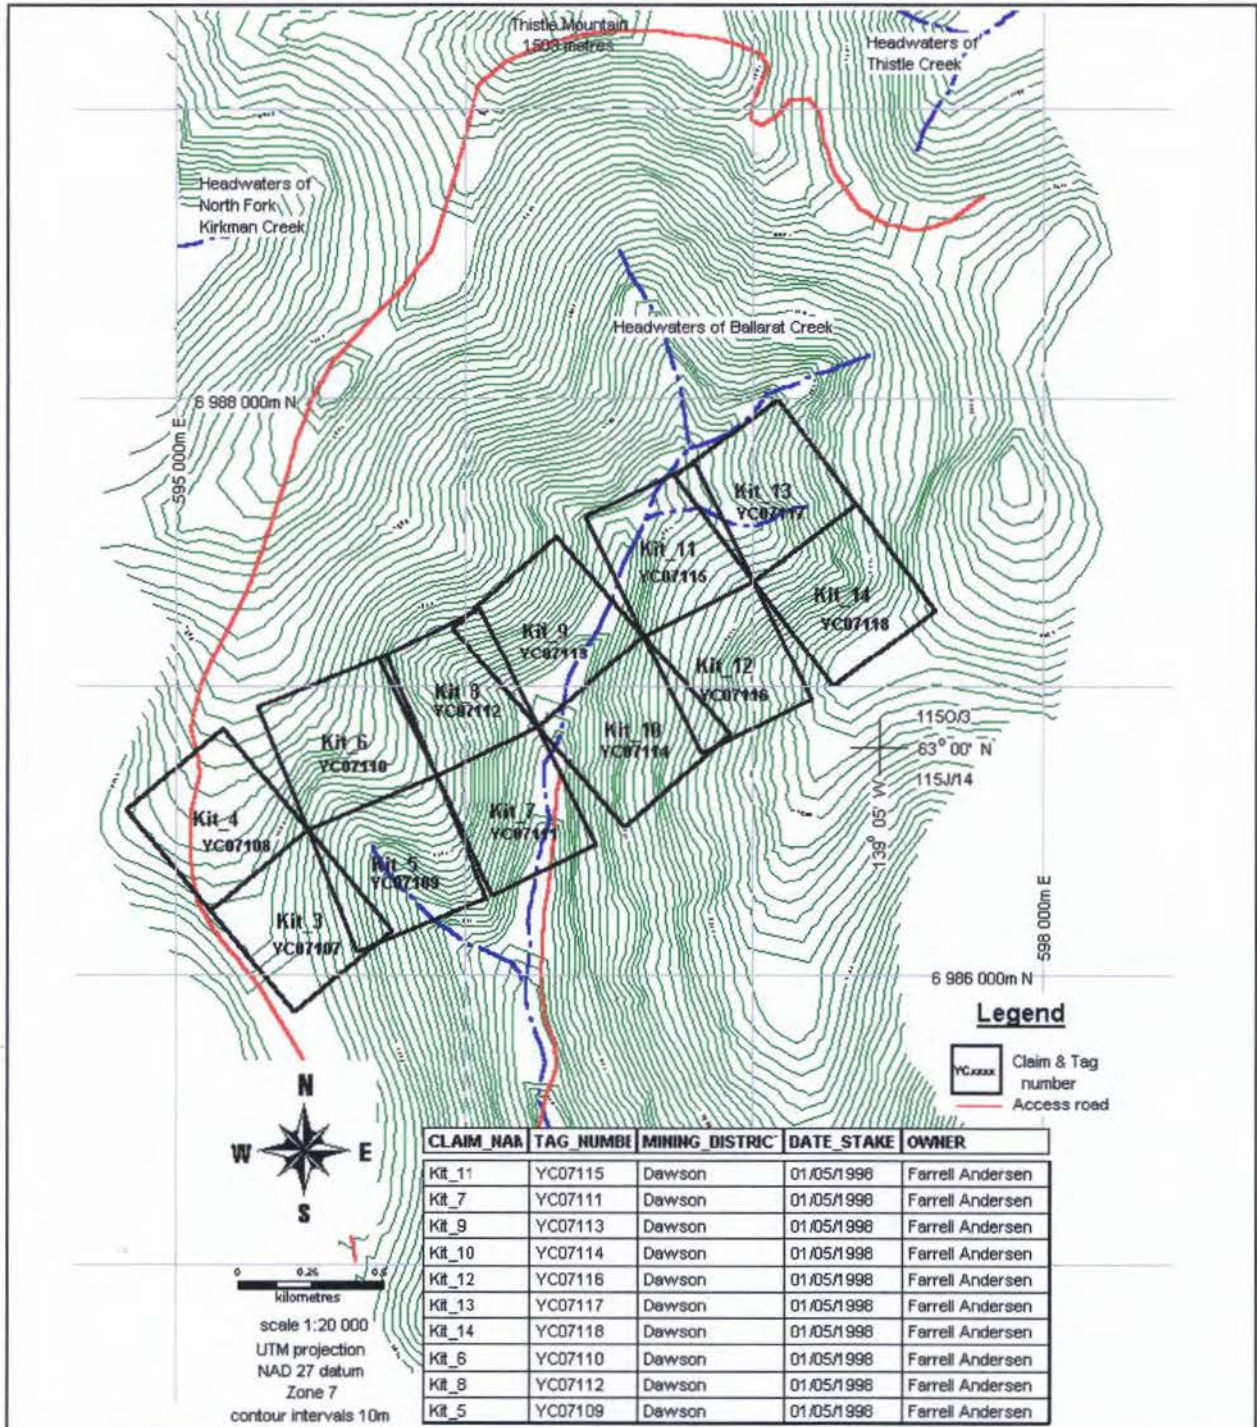 Thistle Mountain
1503 metres
Headwaters of
Thistle Creek
Headwaters of
North Fork
Kirkman Creek
Headwaters of Ballarat Creek
6 988 000m N
595 000m E
Kit_13
YC07117
Kit_11
YC07115
Kit_14
YC07118
Kit_9
YC07113
Kit_12
YC07116
Kit_8
YC07112
Kit_10
YC07114
Kit_6
YC07110
115O/3
63° 00' N
115J/14
139° 05' W
Kit_4
YC07108
Kit_7
YC07111
Kit_5
YC07109
Kit_3
YC07107
598 000m E
6 986 000m N
Legend
YCxxxx
Claim & Tag
number
Access road
N
W E
S
0 0.25 0.5
kilometres
scale 1:20 000
UTM projection
NAD 27 datum
Zone 7
contour intervals 10m
CLAIM_NAM TAG_NUMBE MINING_DISTRIC DATE_STAKE OWNER
Kit_11 YC07115 Dawson 01/05/1998 Farrell Andersen
Kit_7 YC07111 Dawson 01/05/1998 Farrell Andersen
Kit_9 YC07113 Dawson 01/05/1998 Farrell Andersen
Kit_10 YC07114 Dawson 01/05/1998 Farrell Andersen
Kit_12 YC07116 Dawson 01/05/1998 Farrell Andersen
Kit_13 YC07117 Dawson 01/05/1998 Farrell Andersen
Kit_14 YC07118 Dawson 01/05/1998 Farrell Andersen
Kit_6 YC07110 Dawson 01/05/1998 Farrell Andersen
Kit_8 YC07112 Dawson 01/05/1998 Farrell Andersen
Kit_5 YC07109 Dawson 01/05/1998 Farrell Andersen